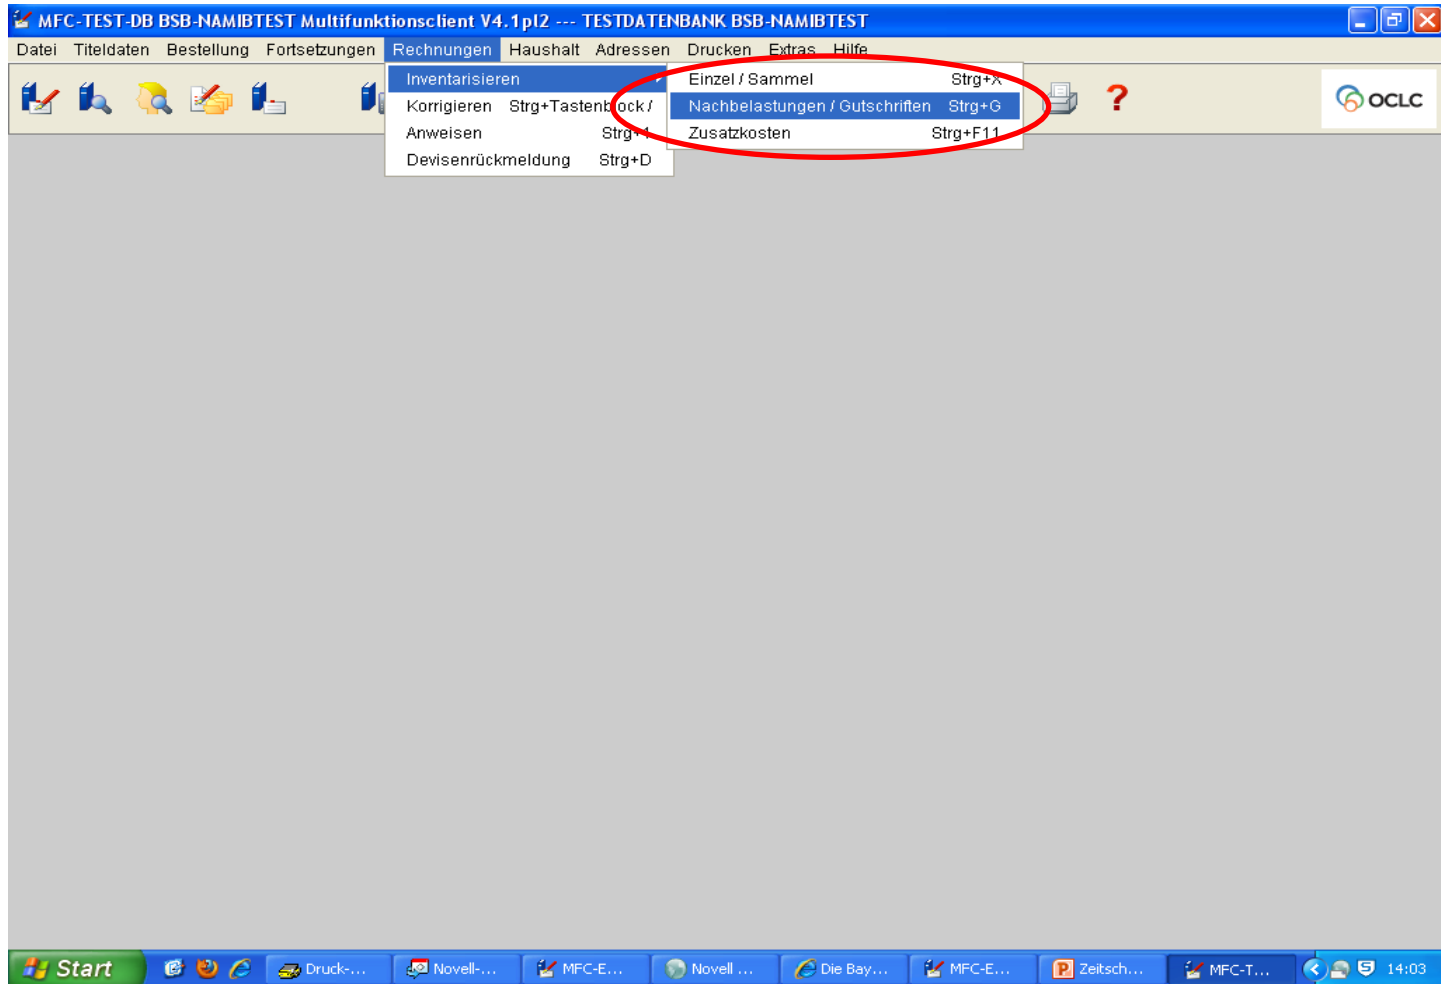 MFC-TEST-DB BSB-NAMIBTEST Multifunktionsclient V4.1pl2 --- TESTDATENBANK BSB-NAMIBTEST
Datei Titeldaten Bestellung Fortsetzungen Rechnungen Haushalt Adressen Drucken Extras Hilfe
Inventarisieren
Korrigieren Strg+Tastenblock /
Anweisen
Devisenrückmeldung Strg+D
Einzel / Sammel Strg+X
Nachbelastungen / Gutschriften Strg+G
Zusatzkosten Strg+F11
?
OCLC
Start Druck-... Novell-... MFC-E... Novell ... Die Bay... MFC-E... Zeitsch... MFC-T... 14:03